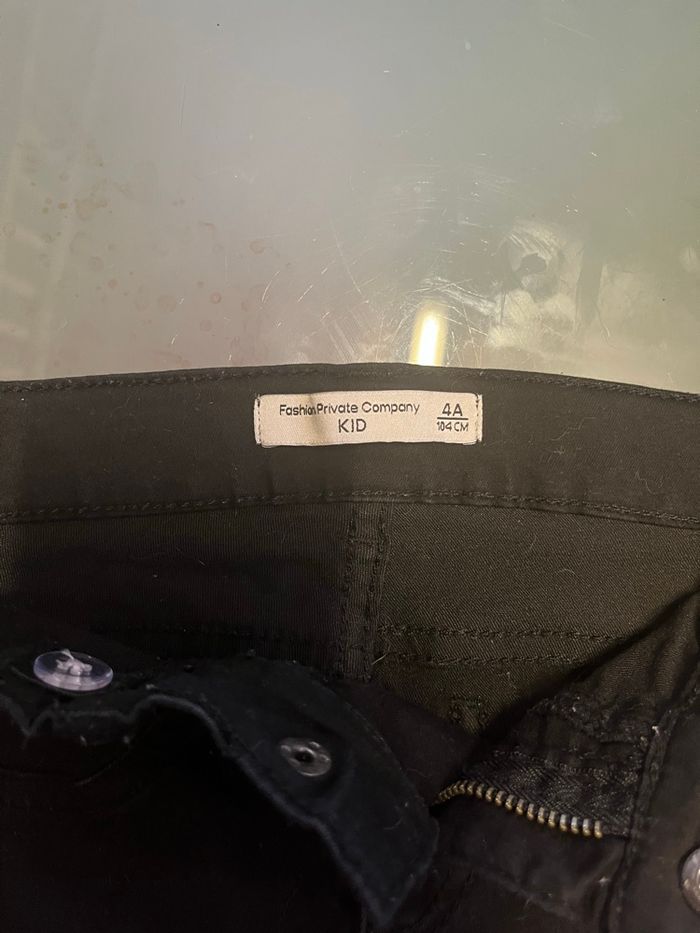 Fashion Private Company
KID
4A
104 CM